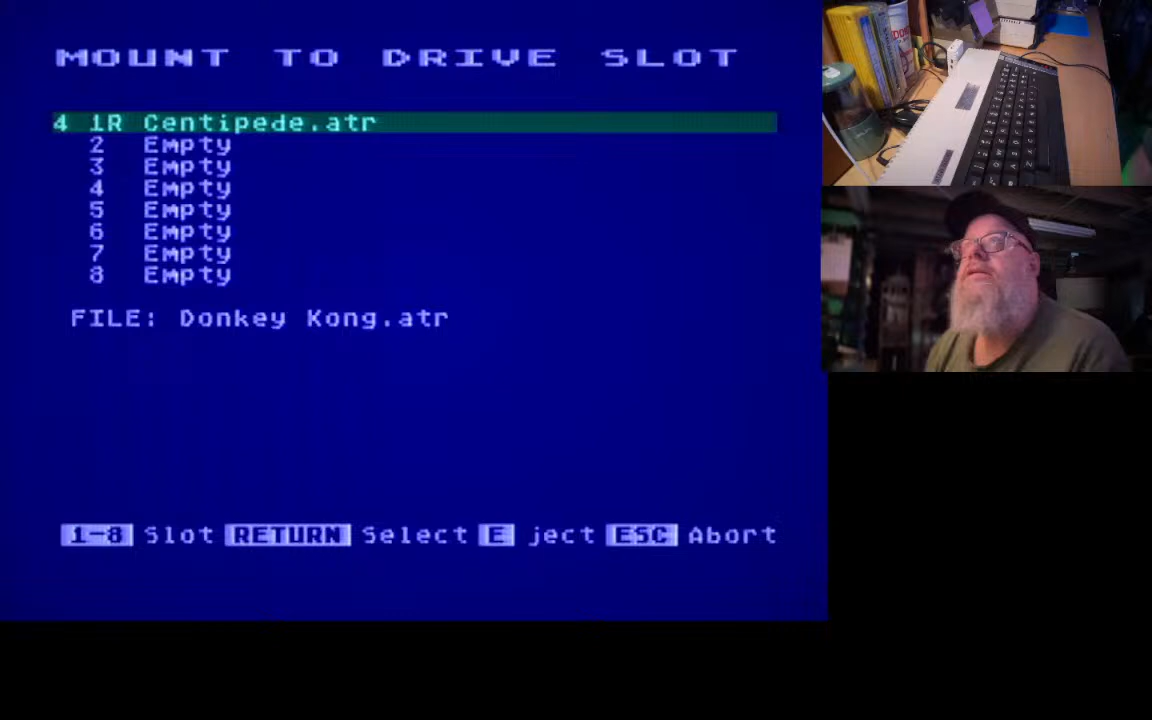 MOUNT TO DRIVE SLOT
4 1R Centipede.atr
2 Empty
3 Empty
4 Empty
5 Empty
6 Empty
7 Empty
8 Empty
FILE: Donkey Kong.atr
1-8 Slot RETURN Select E ject ESC Abort